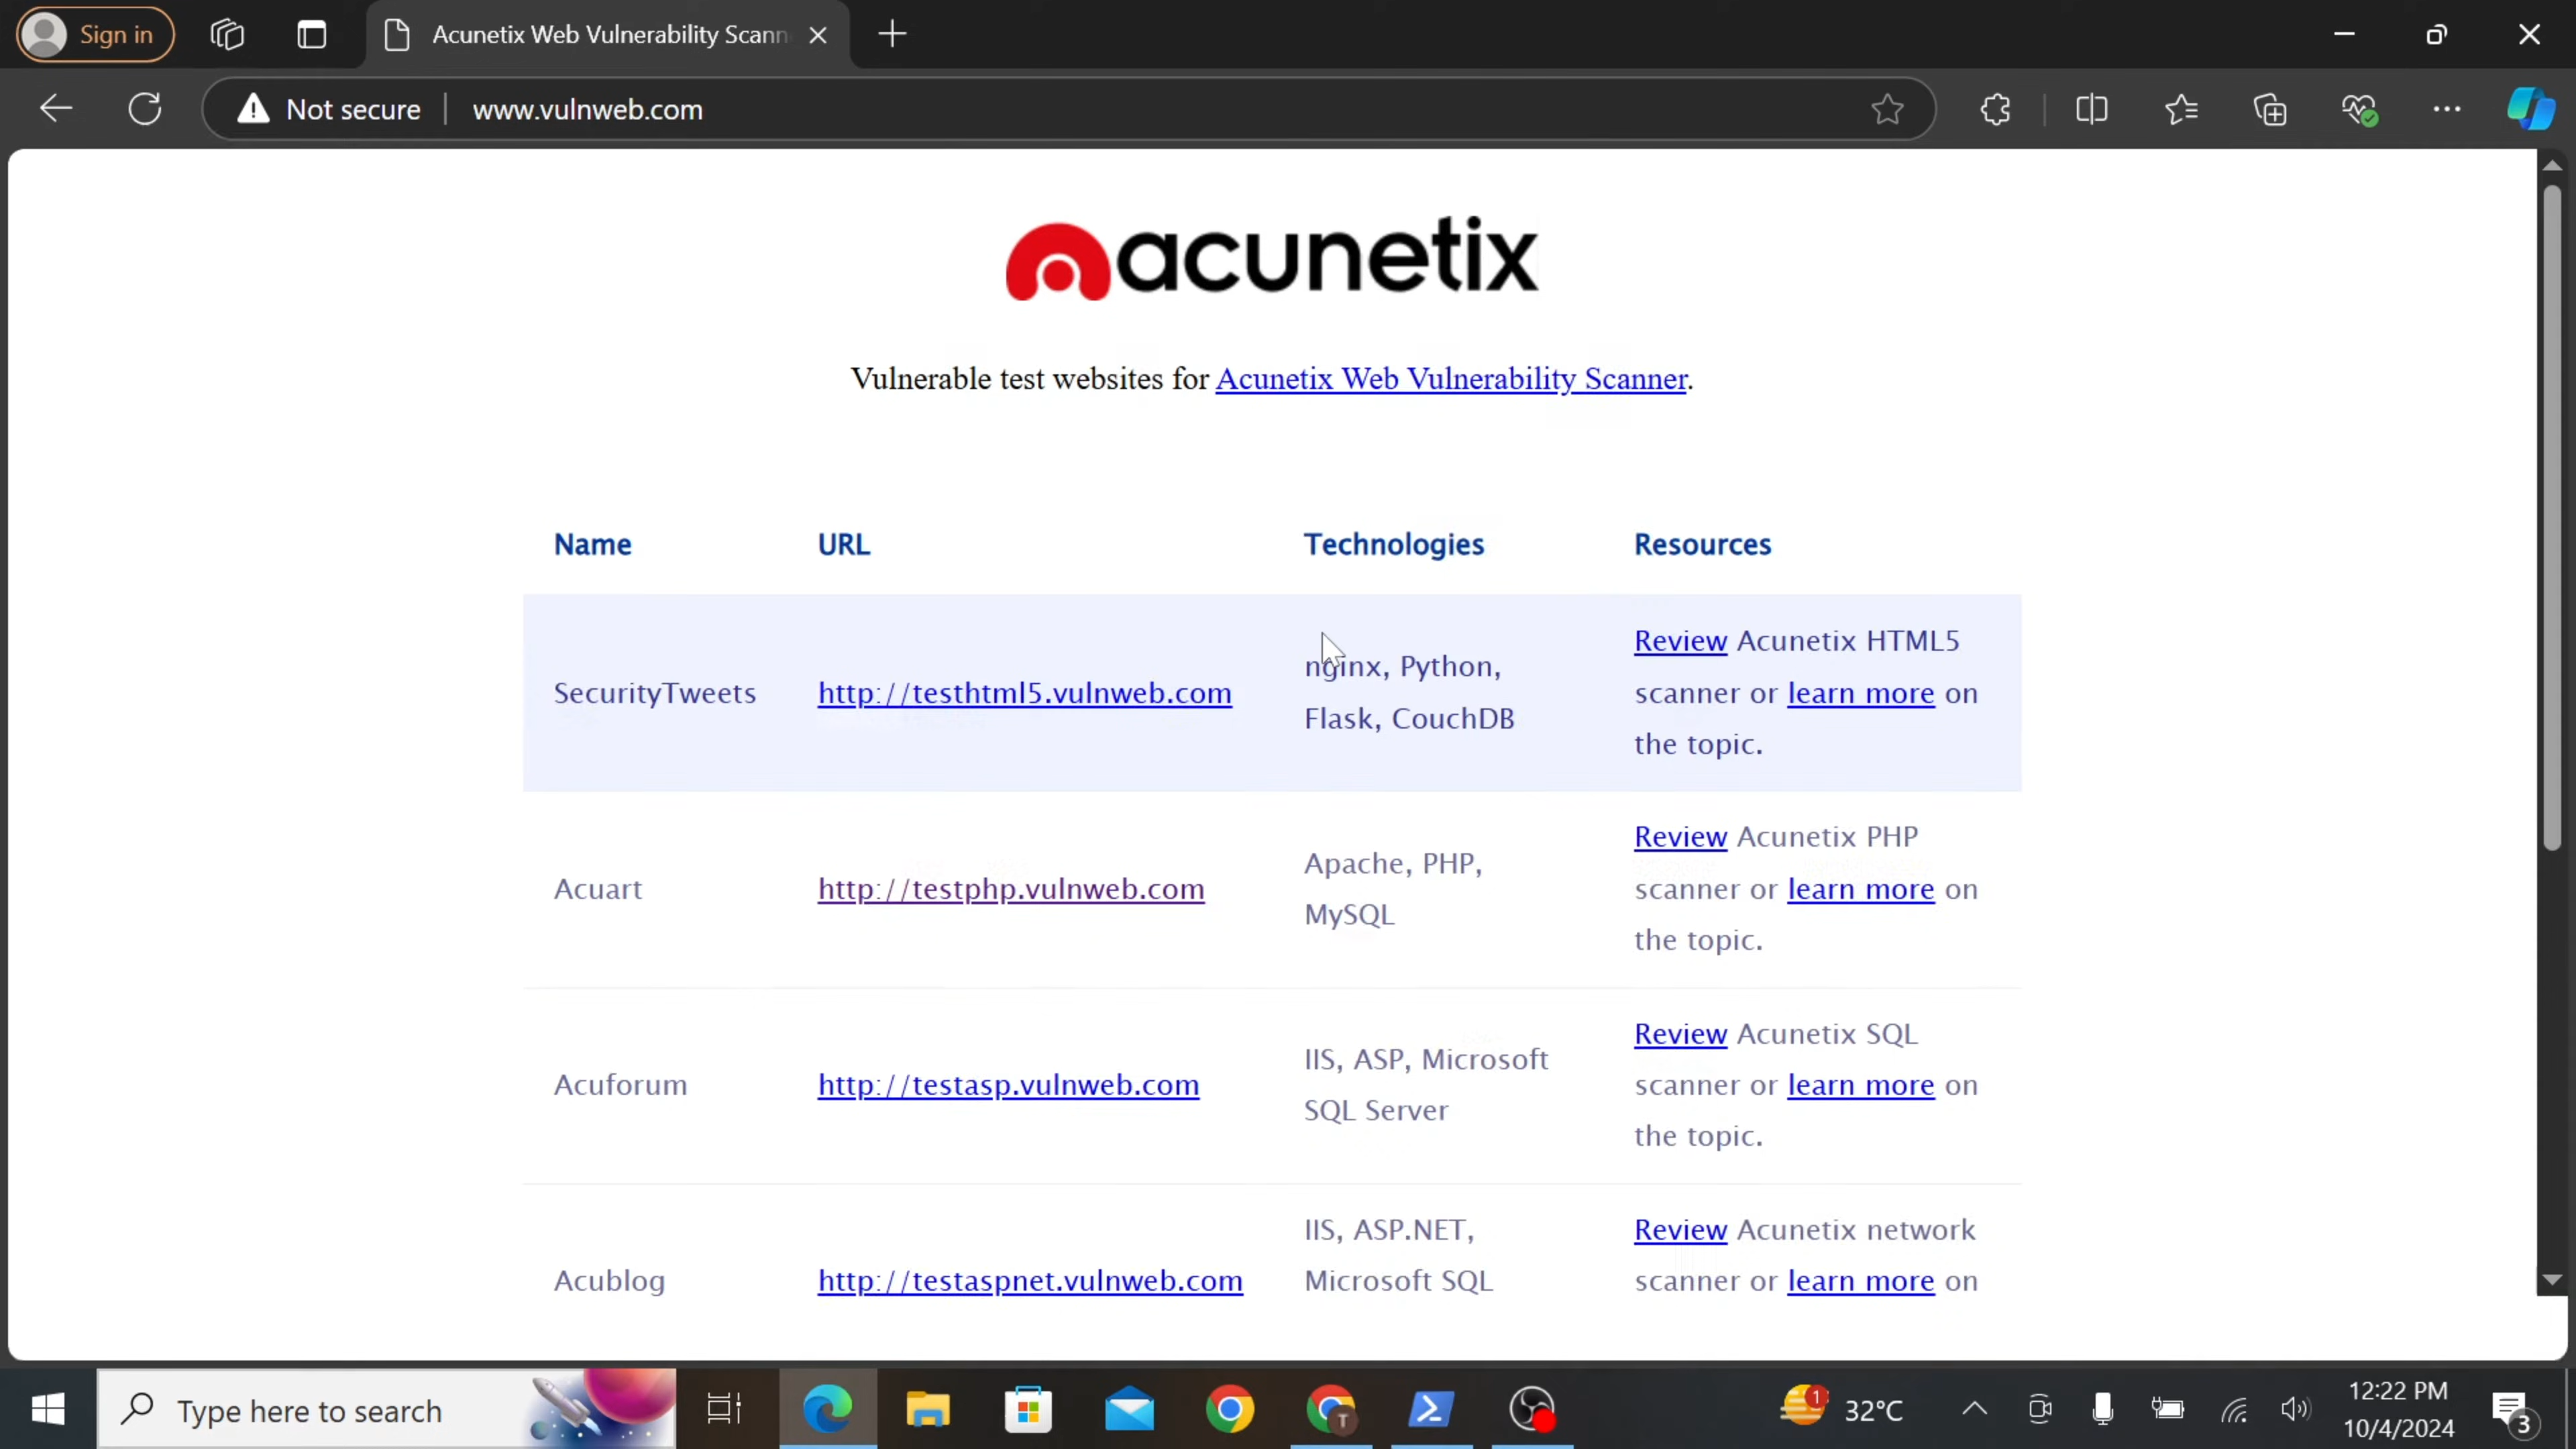 Sign in
Acunetix Web Vulnerability Scann
Not secure
www.vulnweb.com
acunetix
Vulnerable test websites for Acunetix Web Vulnerability Scanner.
Name URL Technologies Resources
SecurityTweets http://testhtml5.vulnweb.com nginx, Python, Flask, CouchDB Review Acunetix HTML5 scanner or learn more on the topic.
Acuart http://testphp.vulnweb.com Apache, PHP, MySQL Review Acunetix PHP scanner or learn more on the topic.
Acuforum http://testasp.vulnweb.com IIS, ASP, Microsoft SQL Server Review Acunetix SQL scanner or learn more on the topic.
Acublog http://testaspnet.vulnweb.com IIS, ASP.NET, Microsoft SQL Review Acunetix network scanner or learn more on
Type here to search
T
1
32°C
12:22 PM
10/4/2024
3